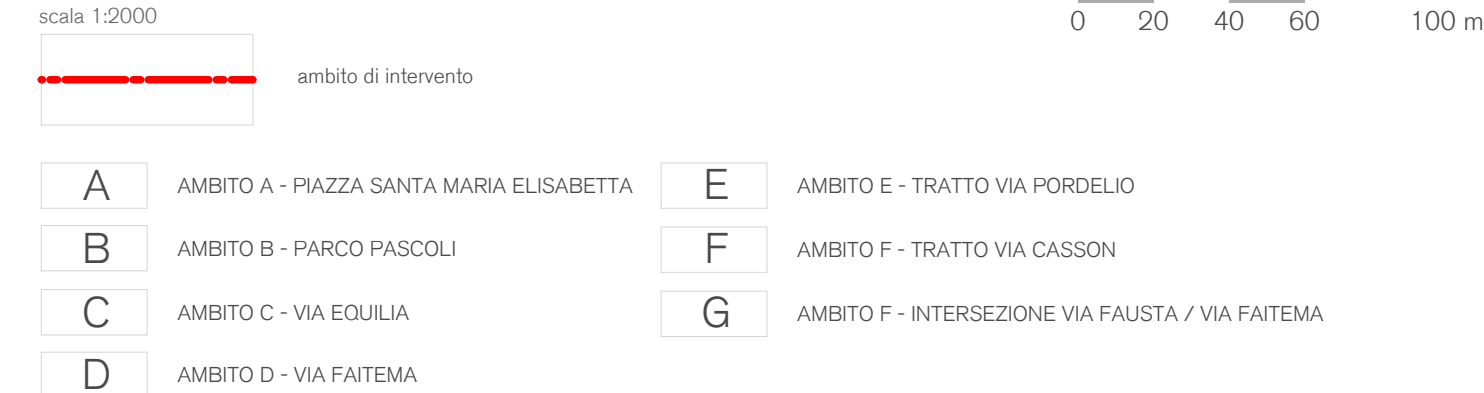 scala 1:2000
0 20 40 60 100 m
ambito di intervento
A AMBITO A - PIAZZA SANTA MARIA ELISABETTA
B AMBITO B - PARCO PASCOLI
C AMBITO C - VIA EQUILIA
D AMBITO D - VIA FAITEMA
E AMBITO E - TRATTO VIA PORDELIO
F AMBITO F - TRATTO VIA CASSON
G AMBITO F - INTERSEZIONE VIA FAUSTA / VIA FAITEMA